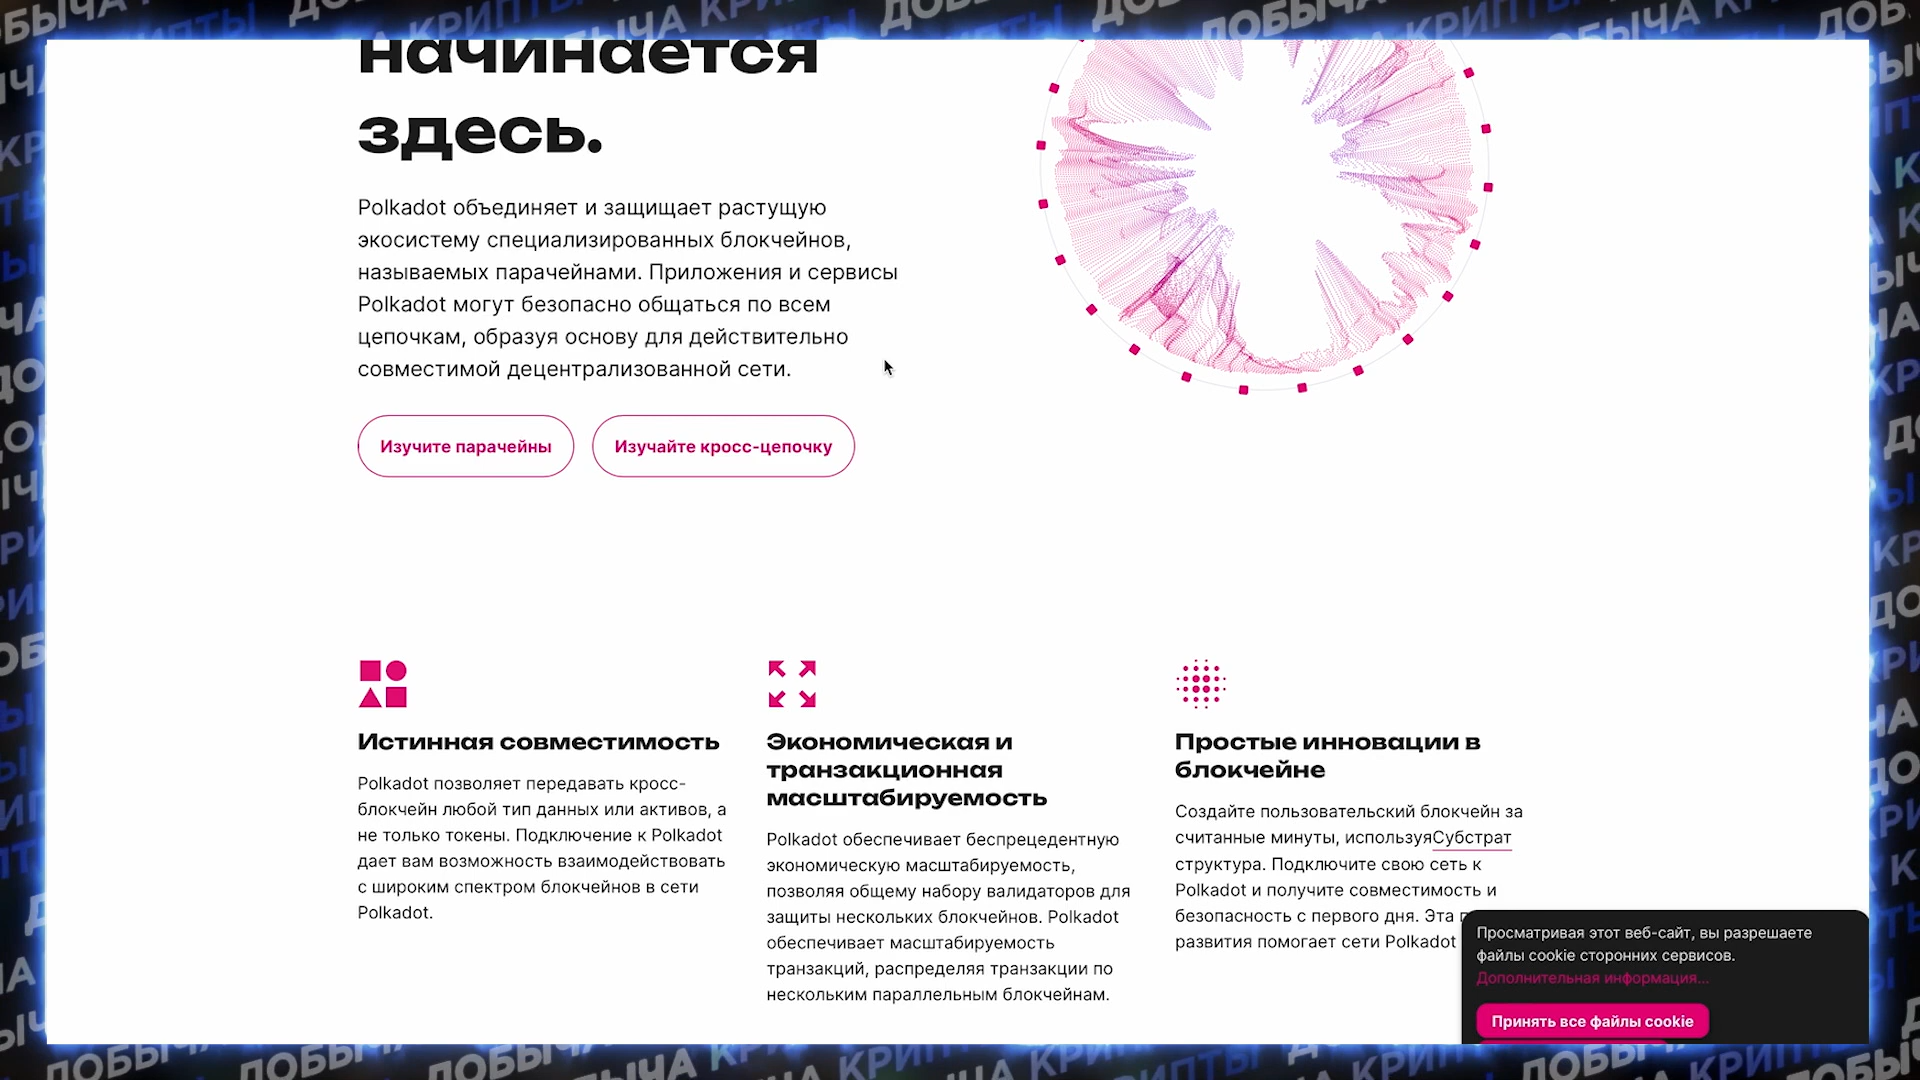 начинается
здесь.
Polkadot объединяет и защищает растущую
экосистему специализированных блокчейнов,
называемых парачейнами. Приложения и сервисы
Polkadot могут безопасно общаться по всем
цепочкам, образуя основу для действительно
совместимой децентрализованной сети.
Изучите парачейны
Изучайте кросс-цепочку
Истинная совместимость
Polkadot позволяет передавать кросс-
блокчейн любой тип данных или активов, а
не только токены. Подключение к Polkadot
дает вам возможность взаимодействовать
с широким спектром блокчейнов в сети
Polkadot.
Экономическая и
транзакционная
масштабируемость
Polkadot обеспечивает беспрецедентную
экономическую масштабируемость,
позволяя общему набору валидаторов для
защиты нескольких блокчейнов. Polkadot
обеспечивает масштабируемость
транзакций, распределяя транзакции по
нескольким параллельным блокчейнам.
Простые инновации в
блокчейне
Создайте пользовательский блокчейн за
считанные минуты, используяСубстрат
структура. Подключите свою сеть к
Polkadot и получите совместимость и
безопасность с первого дня. Эта
развития помогает сети Polkadot
Просматривая этот веб-сайт, вы разрешаете
файлы cookie сторонних сервисов.
Дополнительная информация...
Принять все файлы cookie
ДОБЫЧА КРИПТЫ